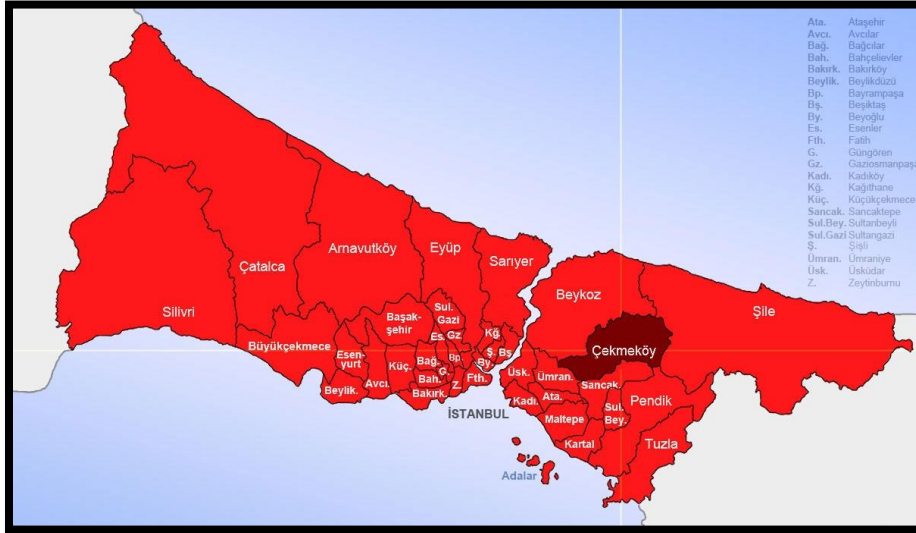 Ata. Ataşehir
Avcı. Avcılar
Bağ. Bağcılar
Bah. Bahçelievler
Bakırk. Bakırköy
Beylik. Beylikdüzü
Bp. Bayrampaşa
Bş. Beşiktaş
By. Beyoğlu
Es. Esenler
Fth. Fatih
G. Güngören
Gz. Gaziosmanpaşa
Kadı. Kadıköy
Kğ. Kağıthane
Küç. Küçükçekmece
Sancak. Sancaktepe
Sul.Bey. Sultanbeyli
Sul.Gazi Sultangazi
Ş. Şişli
Ümran. Ümraniye
Üsk. Üsküdar
Z. Zeytinburnu
Silivri
Çatalca
Arnavutköy
Eyüp
Sarıyer
Beykoz
Şile
Çekmeköy
Büyükçekmece
Başak-
şehir
Sul.
Gazi
Es.
Gz.
Kğ.
Esen-
yurt
Küç.
Bağ.
Bp.
Ş.
Bş.
By.
Beylik.
Avcı.
Bah.
G.
Bakırk.
Z.
Fth.
Üsk.
Ümran.
Sancak.
Kadı.
Ata.
Sul.
Bey.
Pendik
Maltepe
Kartal
Tuzla
İSTANBUL
Adalar